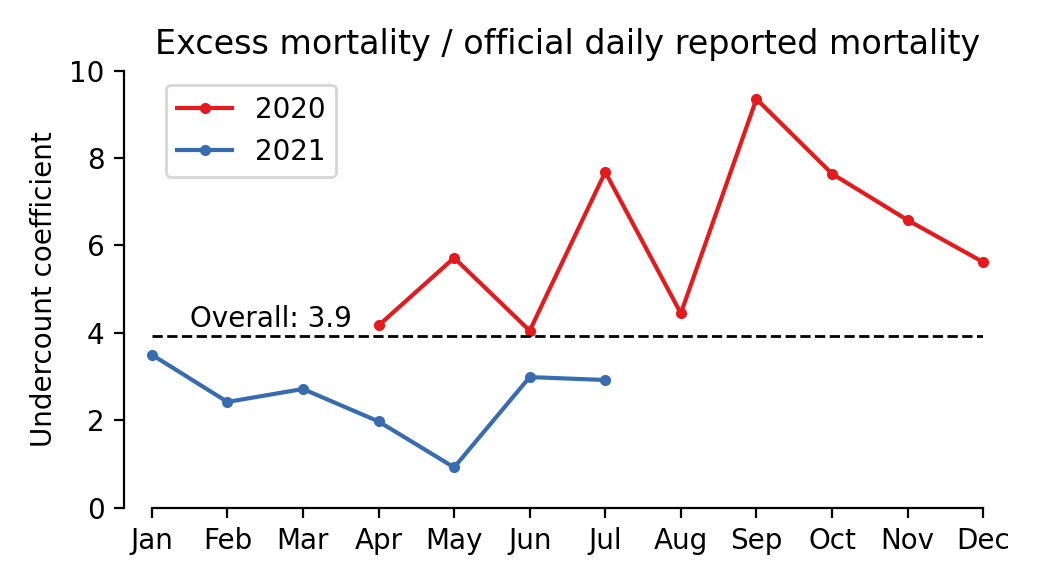 Excess mortality / official daily reported mortality
Undercount coefficient
10
8
6
4
2
0
2020
2021
Overall: 3.9
Jan Feb Mar Apr May Jun Jul Aug Sep Oct Nov Dec